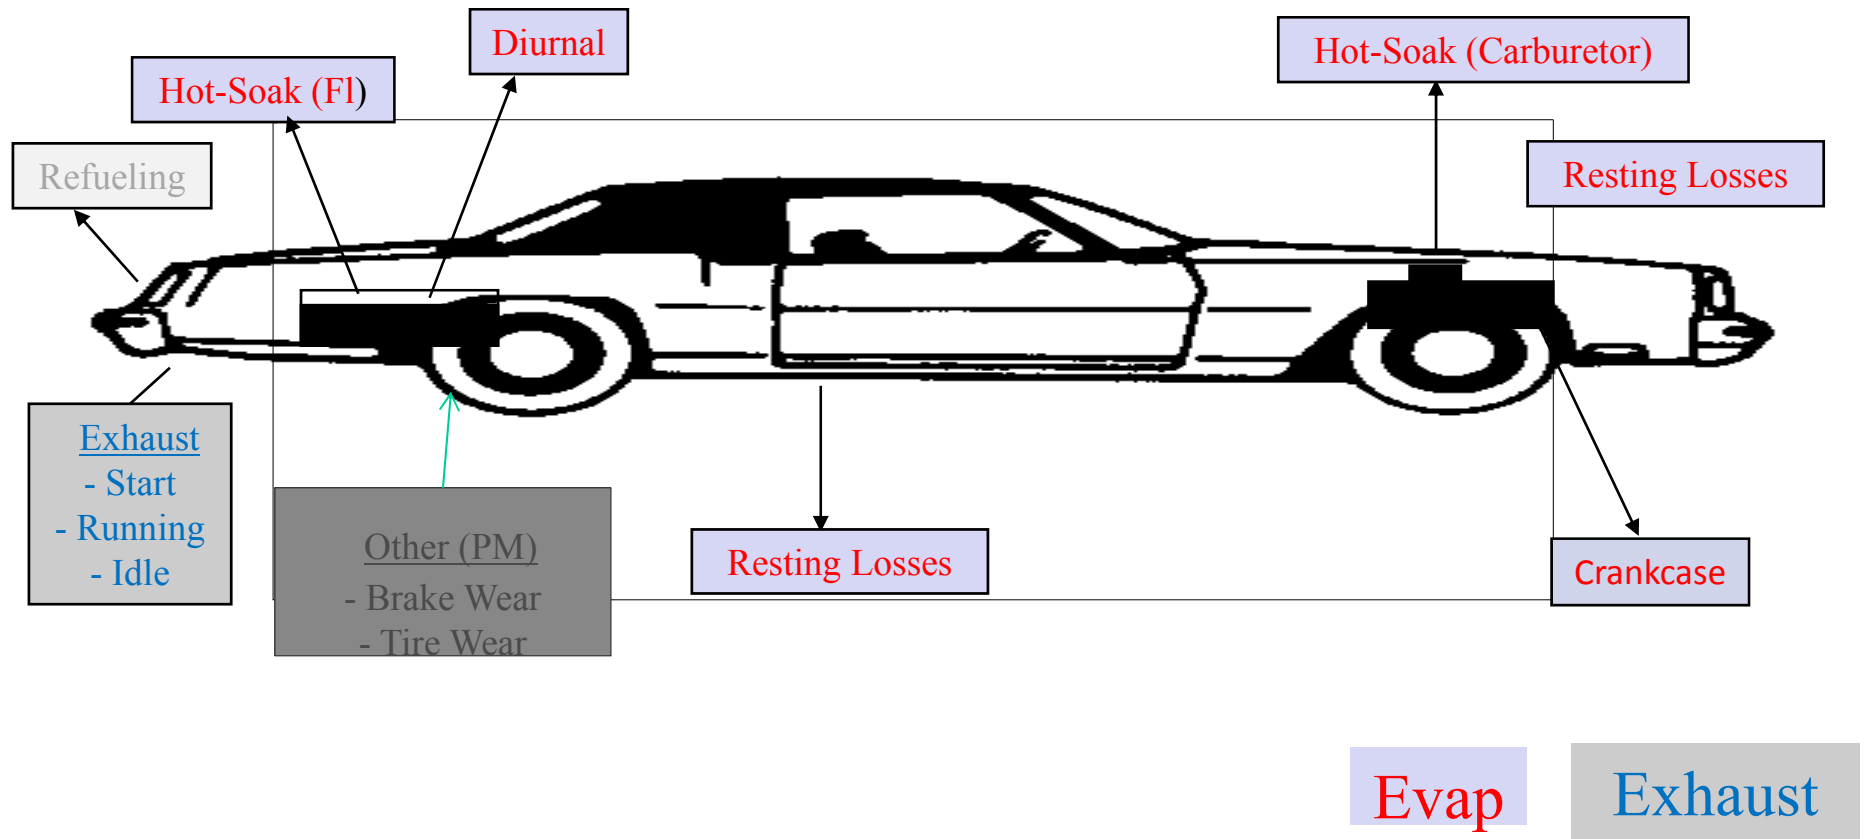 Diurnal
Hot-Soak (Carburetor)
Hot-Soak (Fl)
Refueling
Resting Losses
Exhaust
- Start
- Running
- Idle
Other (PM)
- Brake Wear
- Tire Wear
Resting Losses
Crankcase
Evap
Exhaust